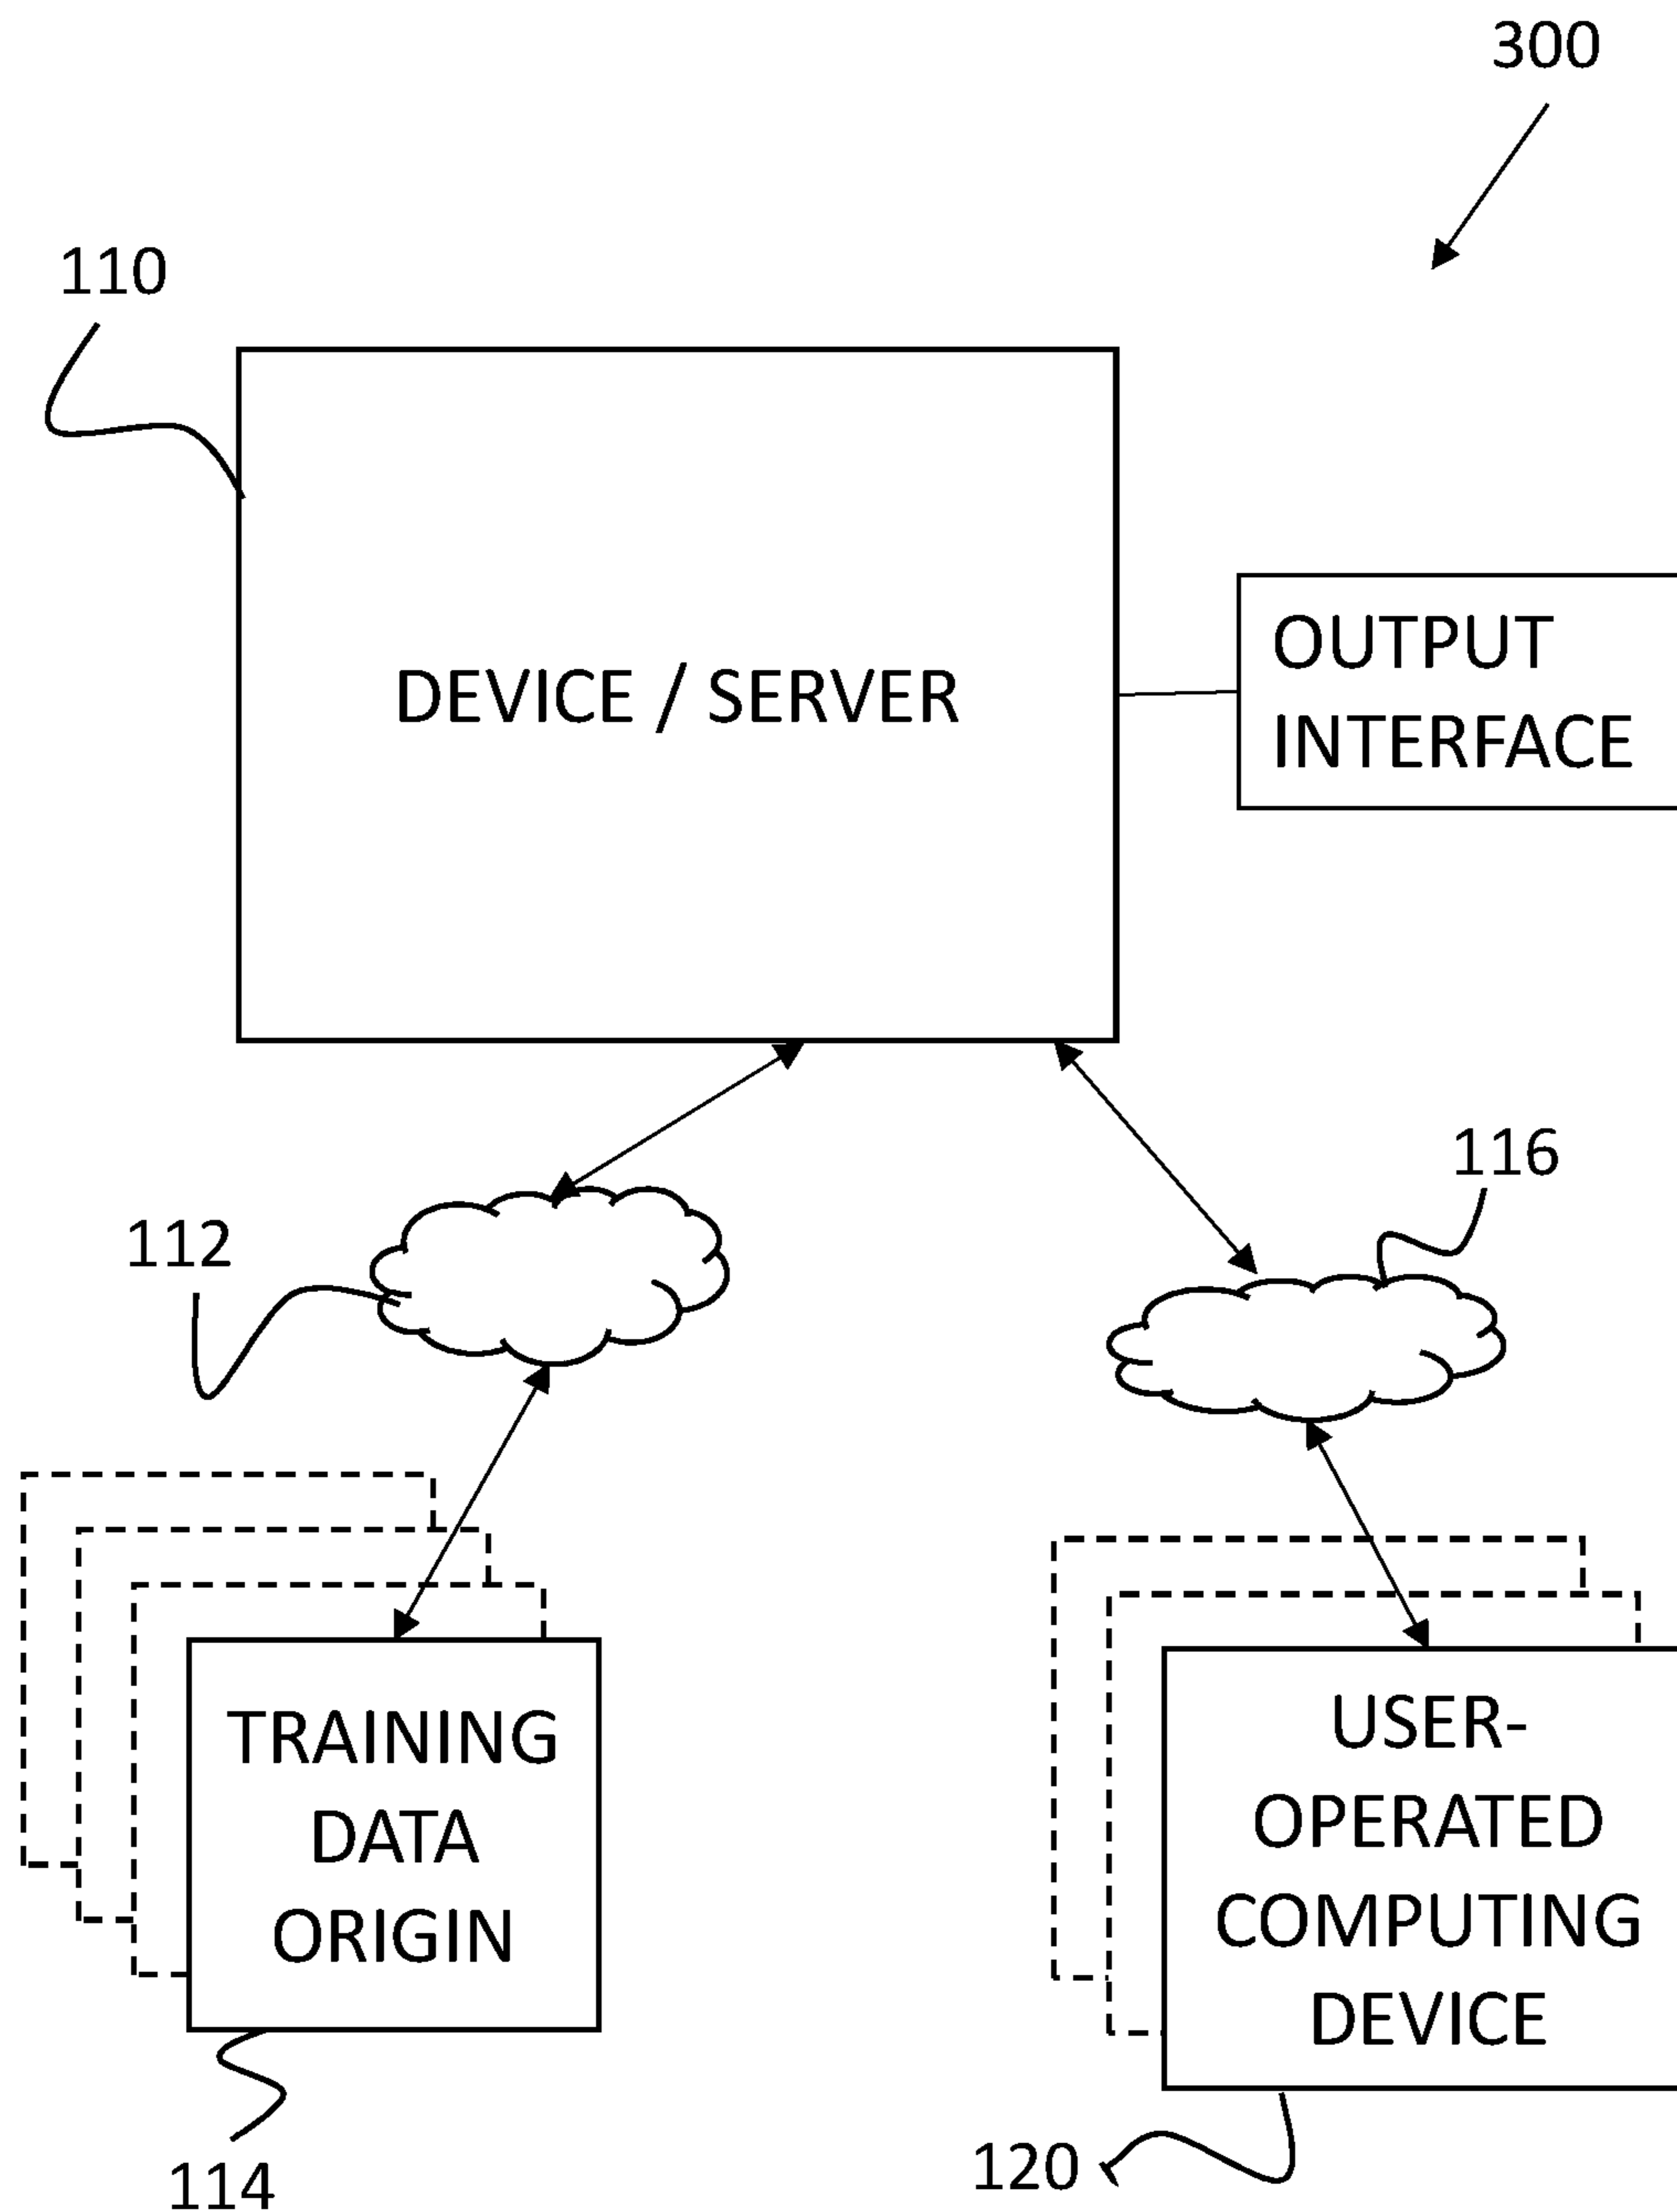 300
110
DEVICE / SERVER
OUTPUT
INTERFACE
116
112
TRAINING
DATA
ORIGIN
USER-
OPERATED
COMPUTING
DEVICE
114
120